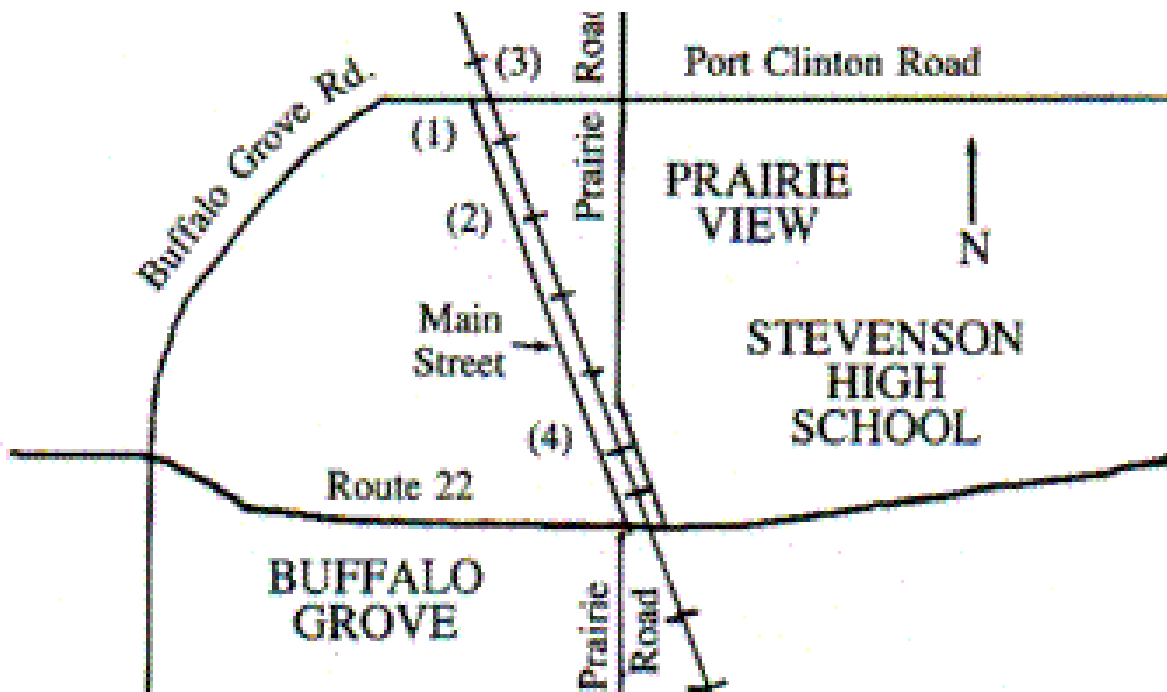 (3)
Road
Port Clinton Road
Buffalo Grove Rd.
(1)
Prairie
PRAIRIE
VIEW
(2)
N
Main
Street
STEVENSON
HIGH
SCHOOL
(4)
Route 22
BUFFALO
GROVE
Prairie
Road